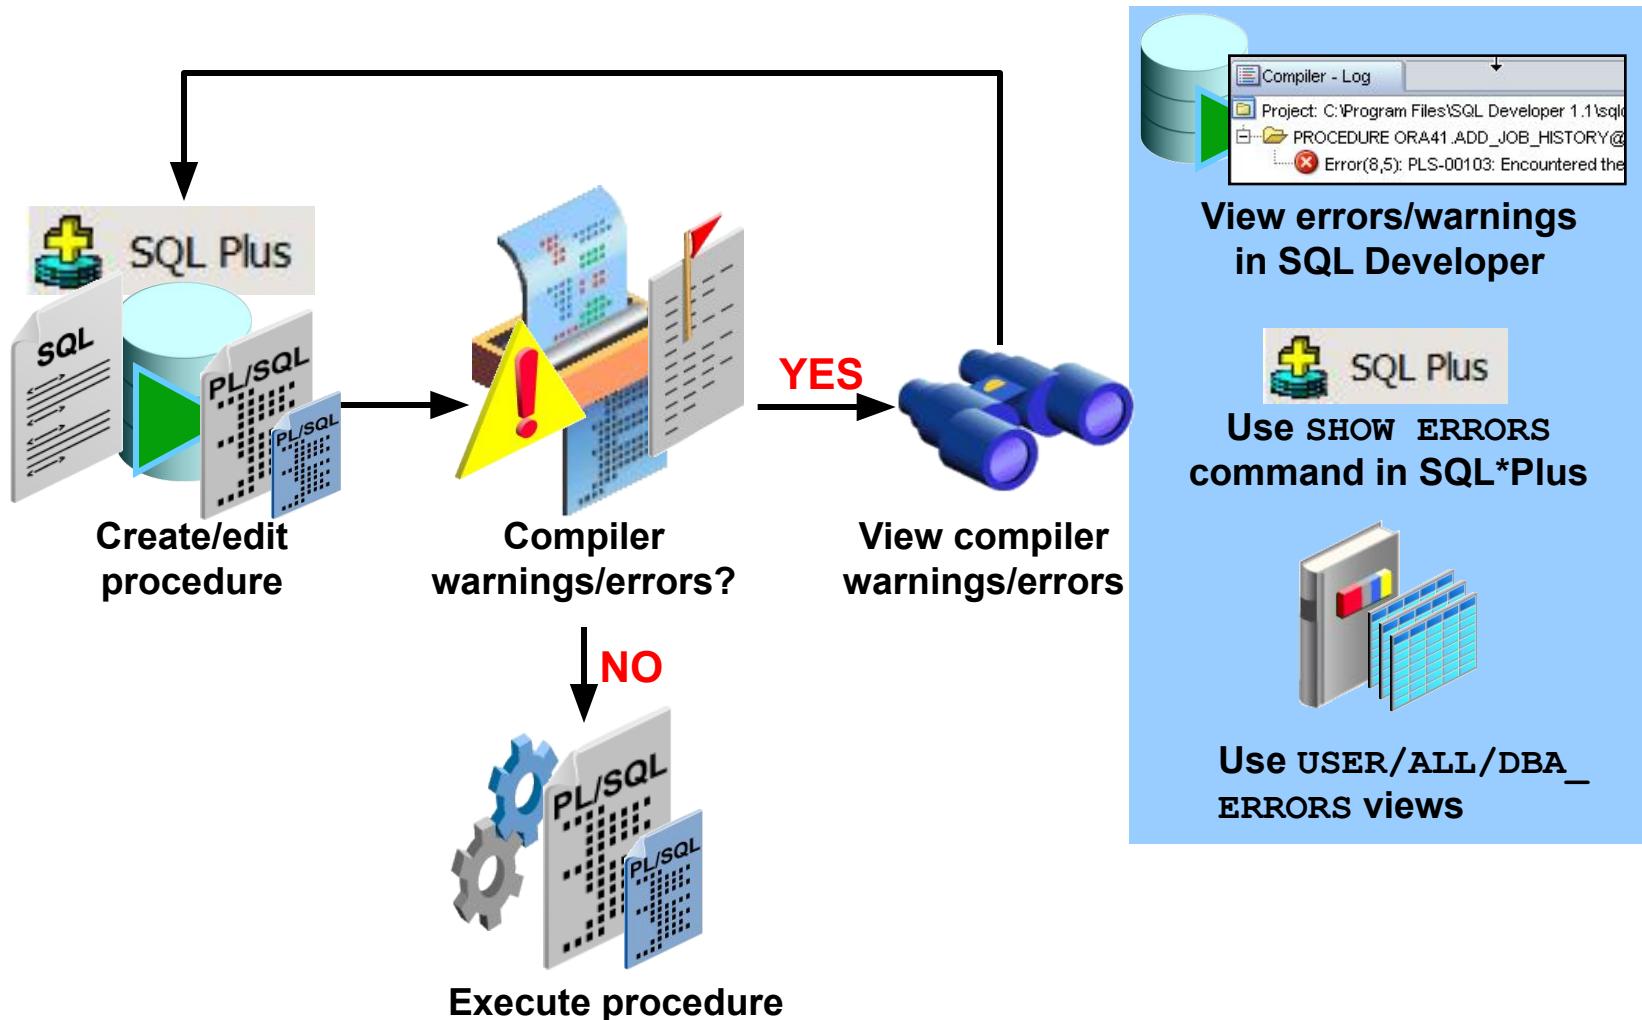 SQL Plus
SQL
PL/SQL
PL/SQL
Create/edit
procedure
Compiler
warnings/errors?
YES
View compiler
warnings/errors
NO
PL/SQL
PL/SQL
Execute procedure
Compiler - Log
Project: C:\Program Files\SQL Developer 1.1\sqld
PROCEDURE ORA41.ADD_JOB_HISTORY@
Error(8,5): PLS-00103: Encountered the
View errors/warnings
in SQL Developer
SQL Plus
Use SHOW ERRORS
command in SQL*Plus
Use USER/ALL/DBA_
ERRORS views